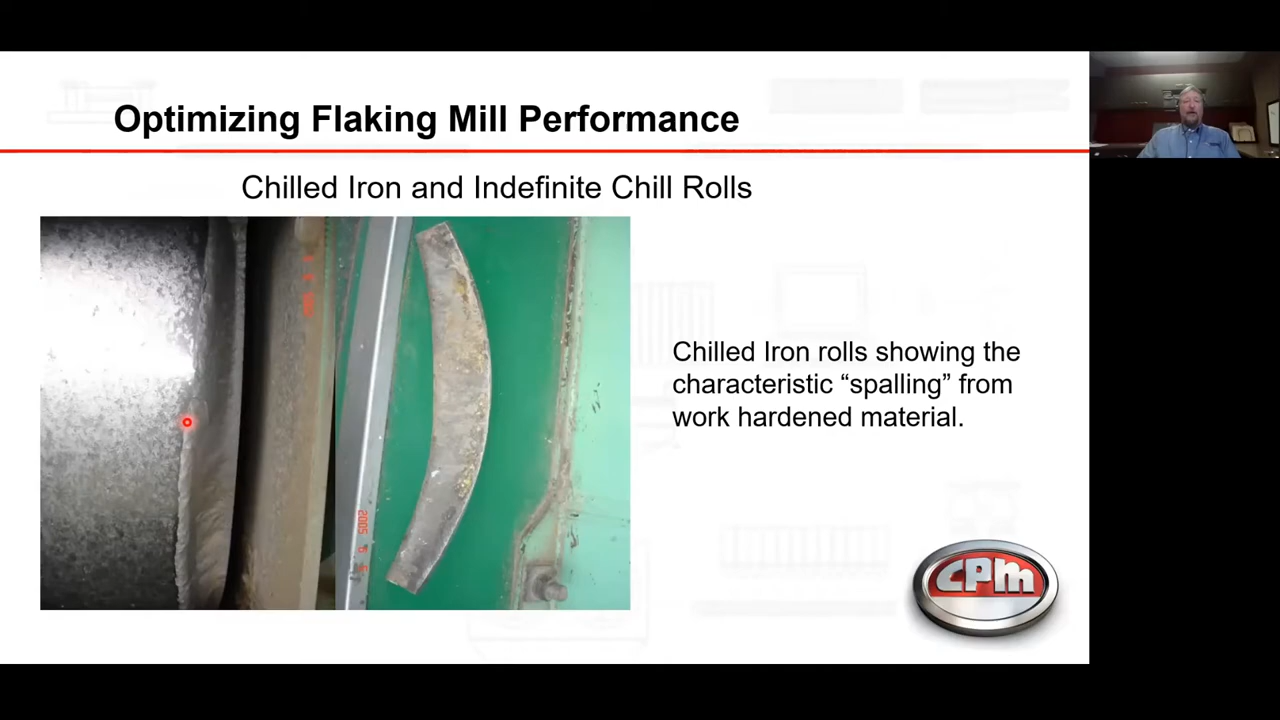 Optimizing Flaking Mill Performance
Chilled Iron and Indefinite Chill Rolls
Chilled Iron rolls showing the
characteristic “spalling” from
work hardened material.
CPM
2005